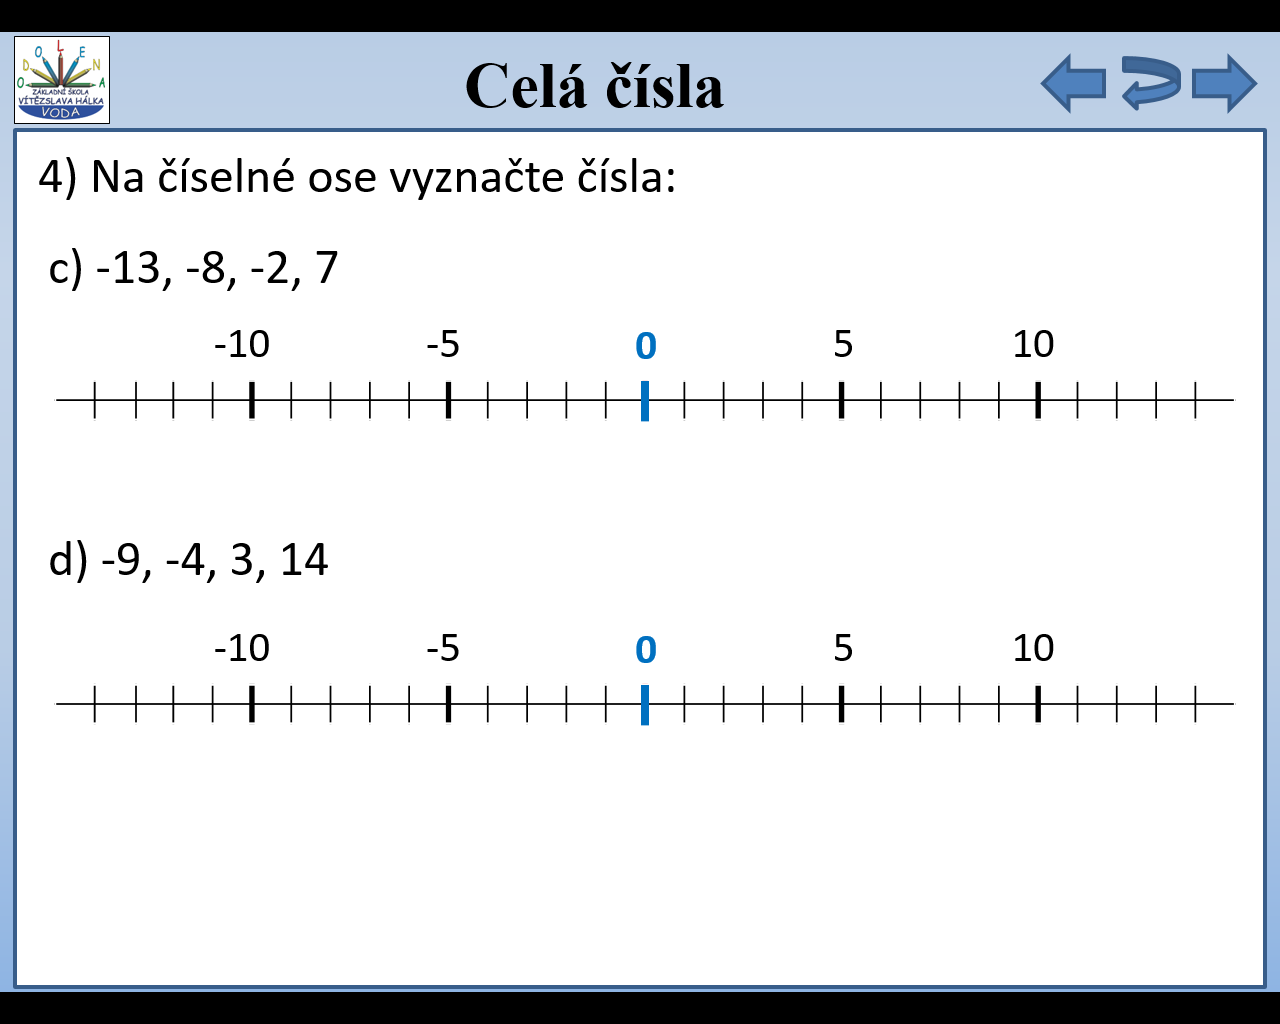 DOLENA
ZÁKLADNÍ ŠKOLA
VÍTĚZSLAVA HÁLKA
VODA
Celá čísla
4) Na číselné ose vyznačte čísla:
c) -13, -8, -2, 7
-10 -5 0 5 10
d) -9, -4, 3, 14
-10 -5 0 5 10